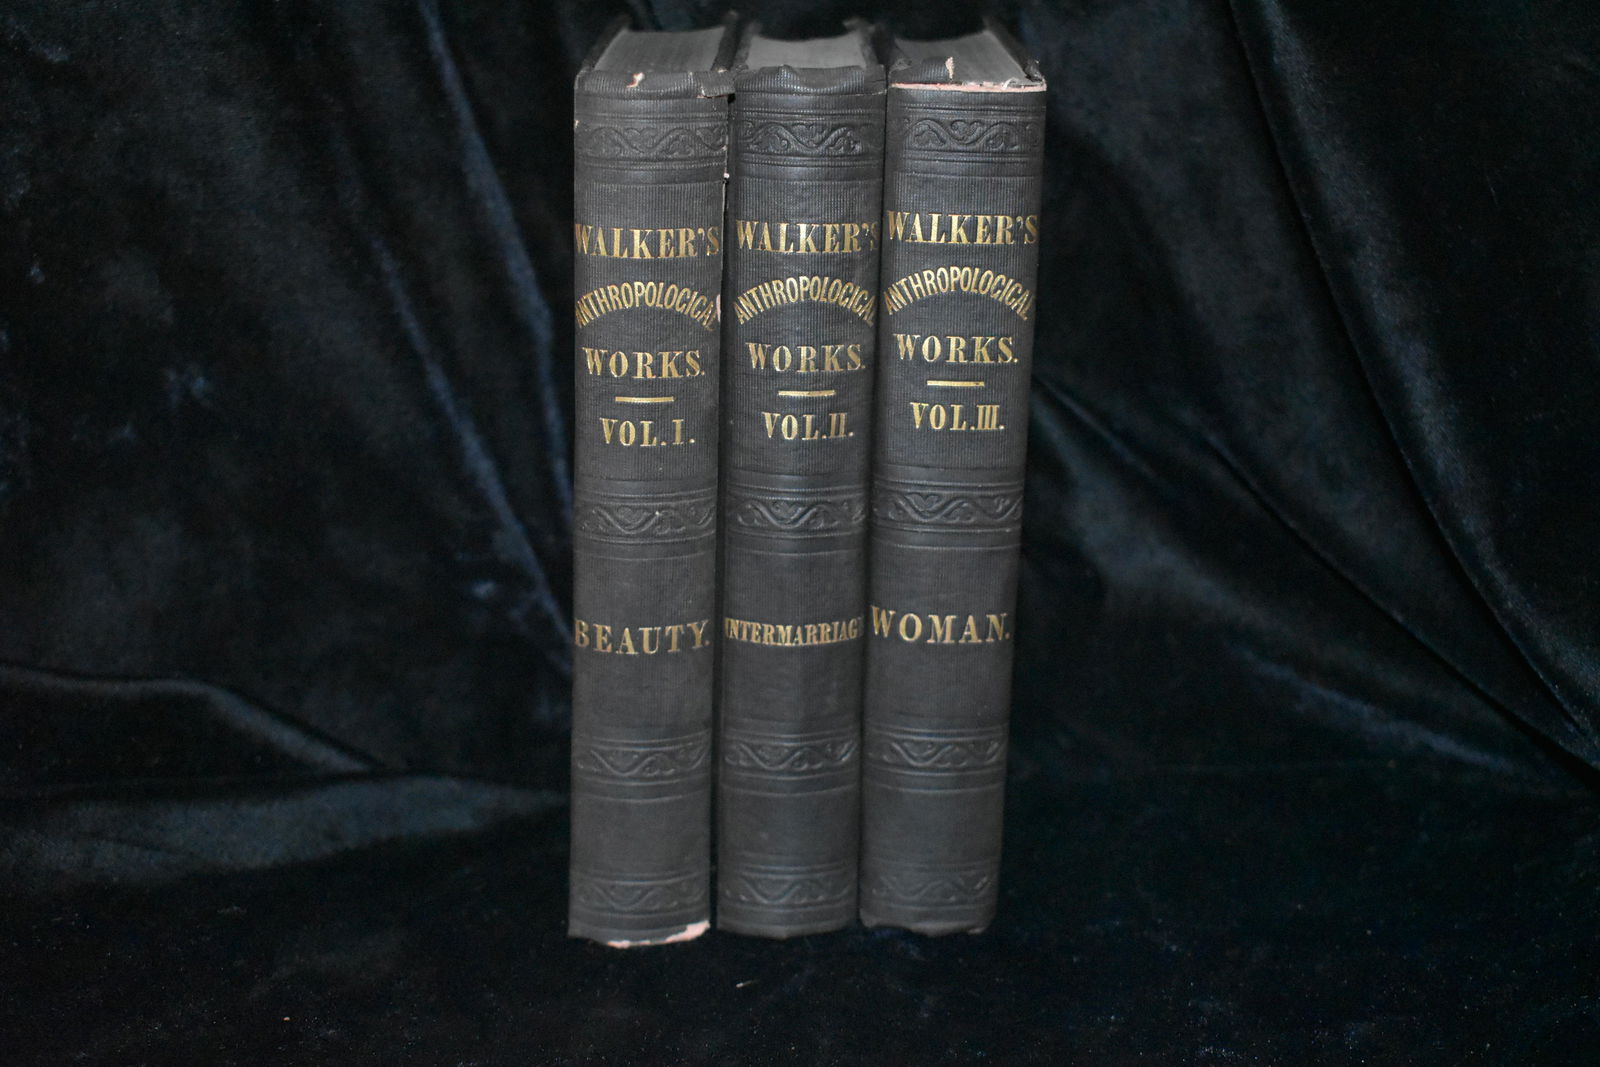 WALKER'S
ANTHROPOLOGICAL
WORKS.
VOL. I.
BEAUTY.
WALKER'S
ANTHROPOLOGICAL
WORKS.
VOL. II.
INTERMARRIAGE
WALKER'S
ANTHROPOLOGICAL
WORKS.
VOL. III.
WOMAN.